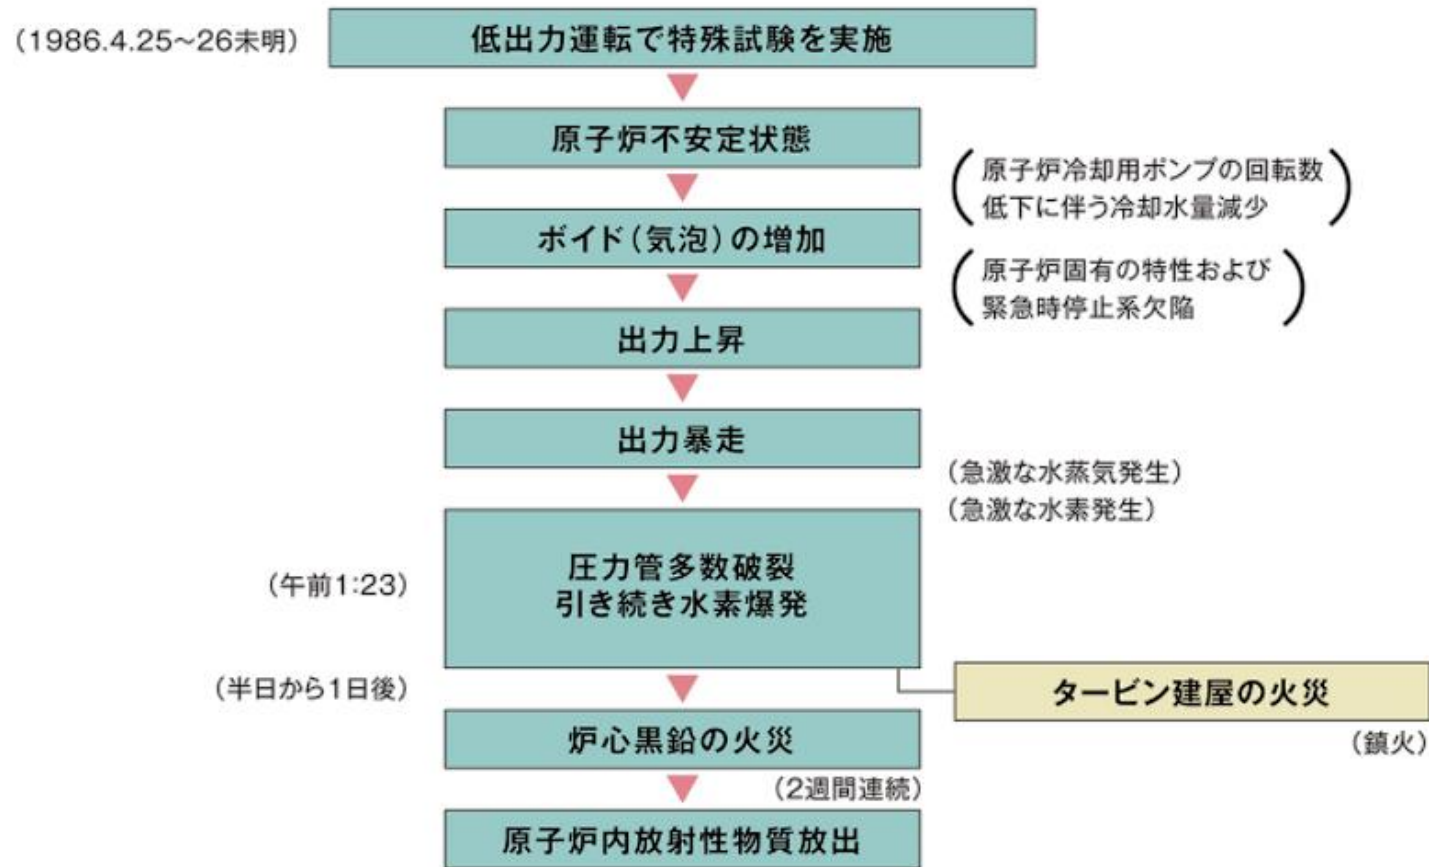 (1986.4.25～26未明)
低出力運転で特殊試験を実施
原子炉不安定状態
原子炉冷却用ポンプの回転数
低下に伴う冷却水量減少
ボイド(気泡)の増加
原子炉固有の特性および
緊急時停止系欠陥
出力上昇
出力暴走
(急激な水蒸気発生)
(急激な水素発生)
(午前1:23)
圧力管多数破裂
引き続き水素爆発
(半日から1日後)
タービン建屋の火災
(鎮火)
炉心黒鉛の火災
(2週間連続)
原子炉内放射性物質放出